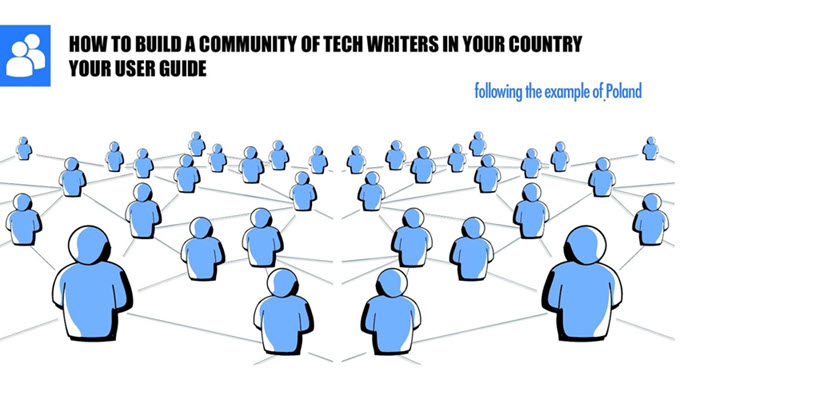 HOW TO BUILD A COMMUNITY OF TECH WRITERS IN YOUR COUNTRY
YOUR USER GUIDE
following the example of Poland